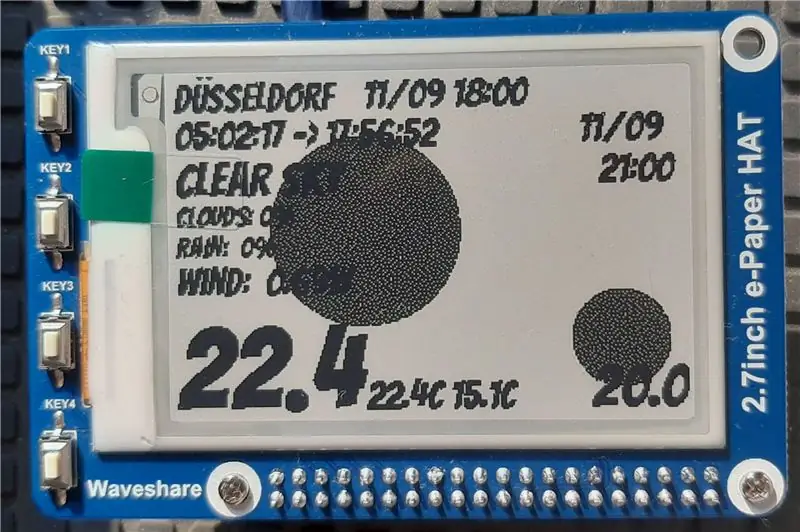 KEY1
KEY2
KEY3
KEY4
DÜSSELDORF 11/09 18:00
05:02:17 -> 17:56:52
CLEAR SKY
CLOUDS:
RAIN:
WIND:
22.4
22.4C 15.1C
11/09
21:00
20.0
2.7inch e-Paper HAT
Waveshare